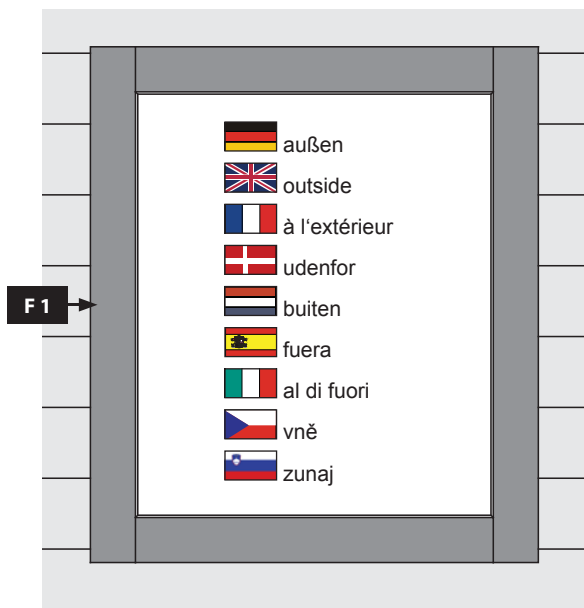 außen
outside
à l‘extérieur
udenfor
F 1
buiten
fuera
al di fuori
vně
zunaj